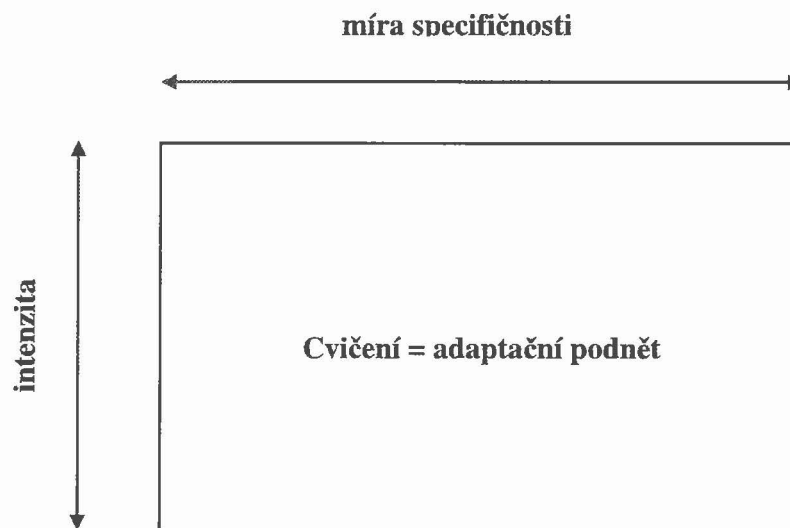 míra specifičnosti
intenzita
Cvičení = adaptační podnět